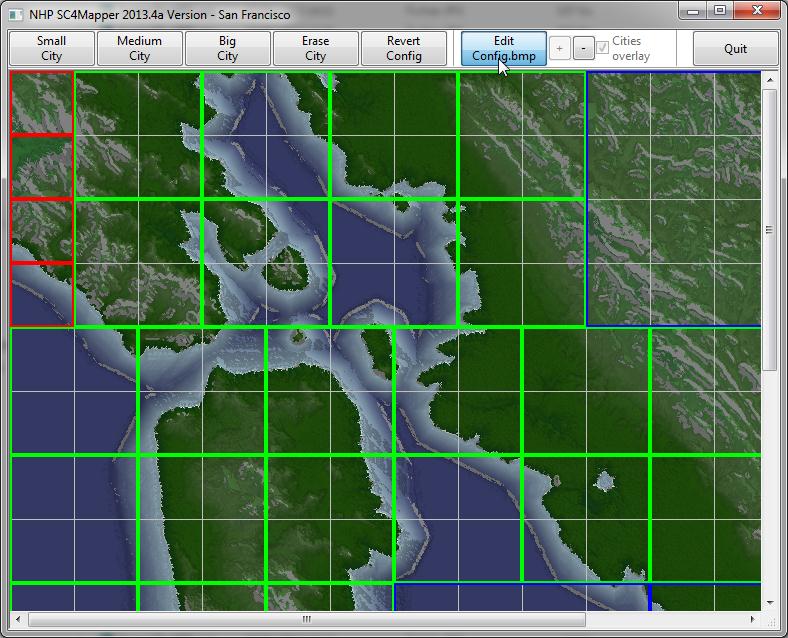 NHP SC4Mapper 2013.4a Version - San Francisco
Small City
Medium City
Big City
Erase City
Revert Config
Edit Config.bmp
+
-
Cities overlay
Quit